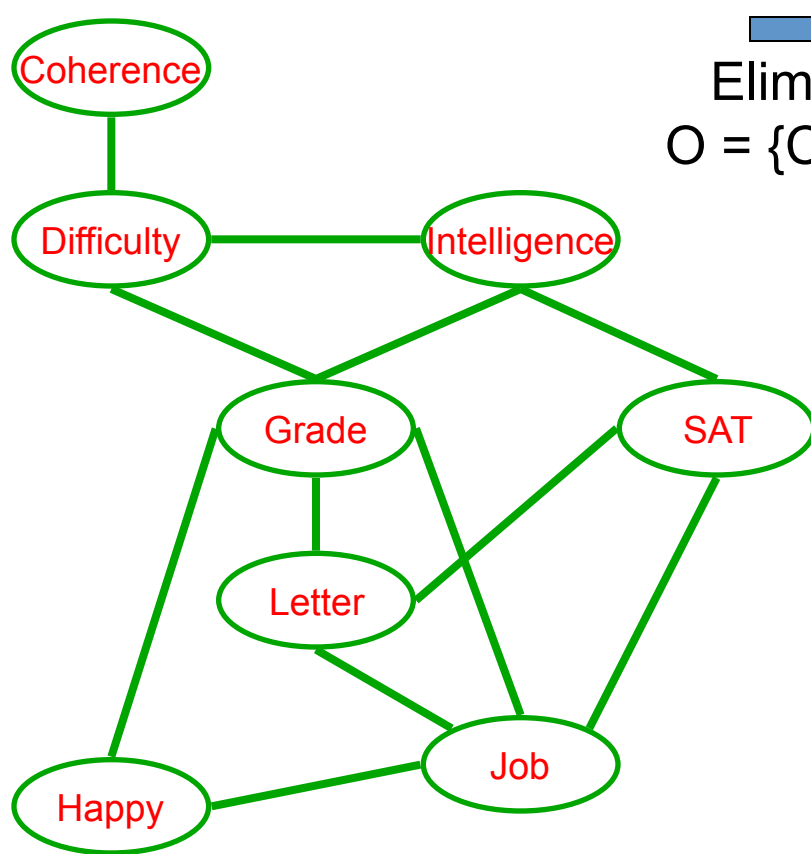 Coherence
Elim
O = {C
Difficulty
Intelligence
Grade
SAT
Letter
Job
Happy